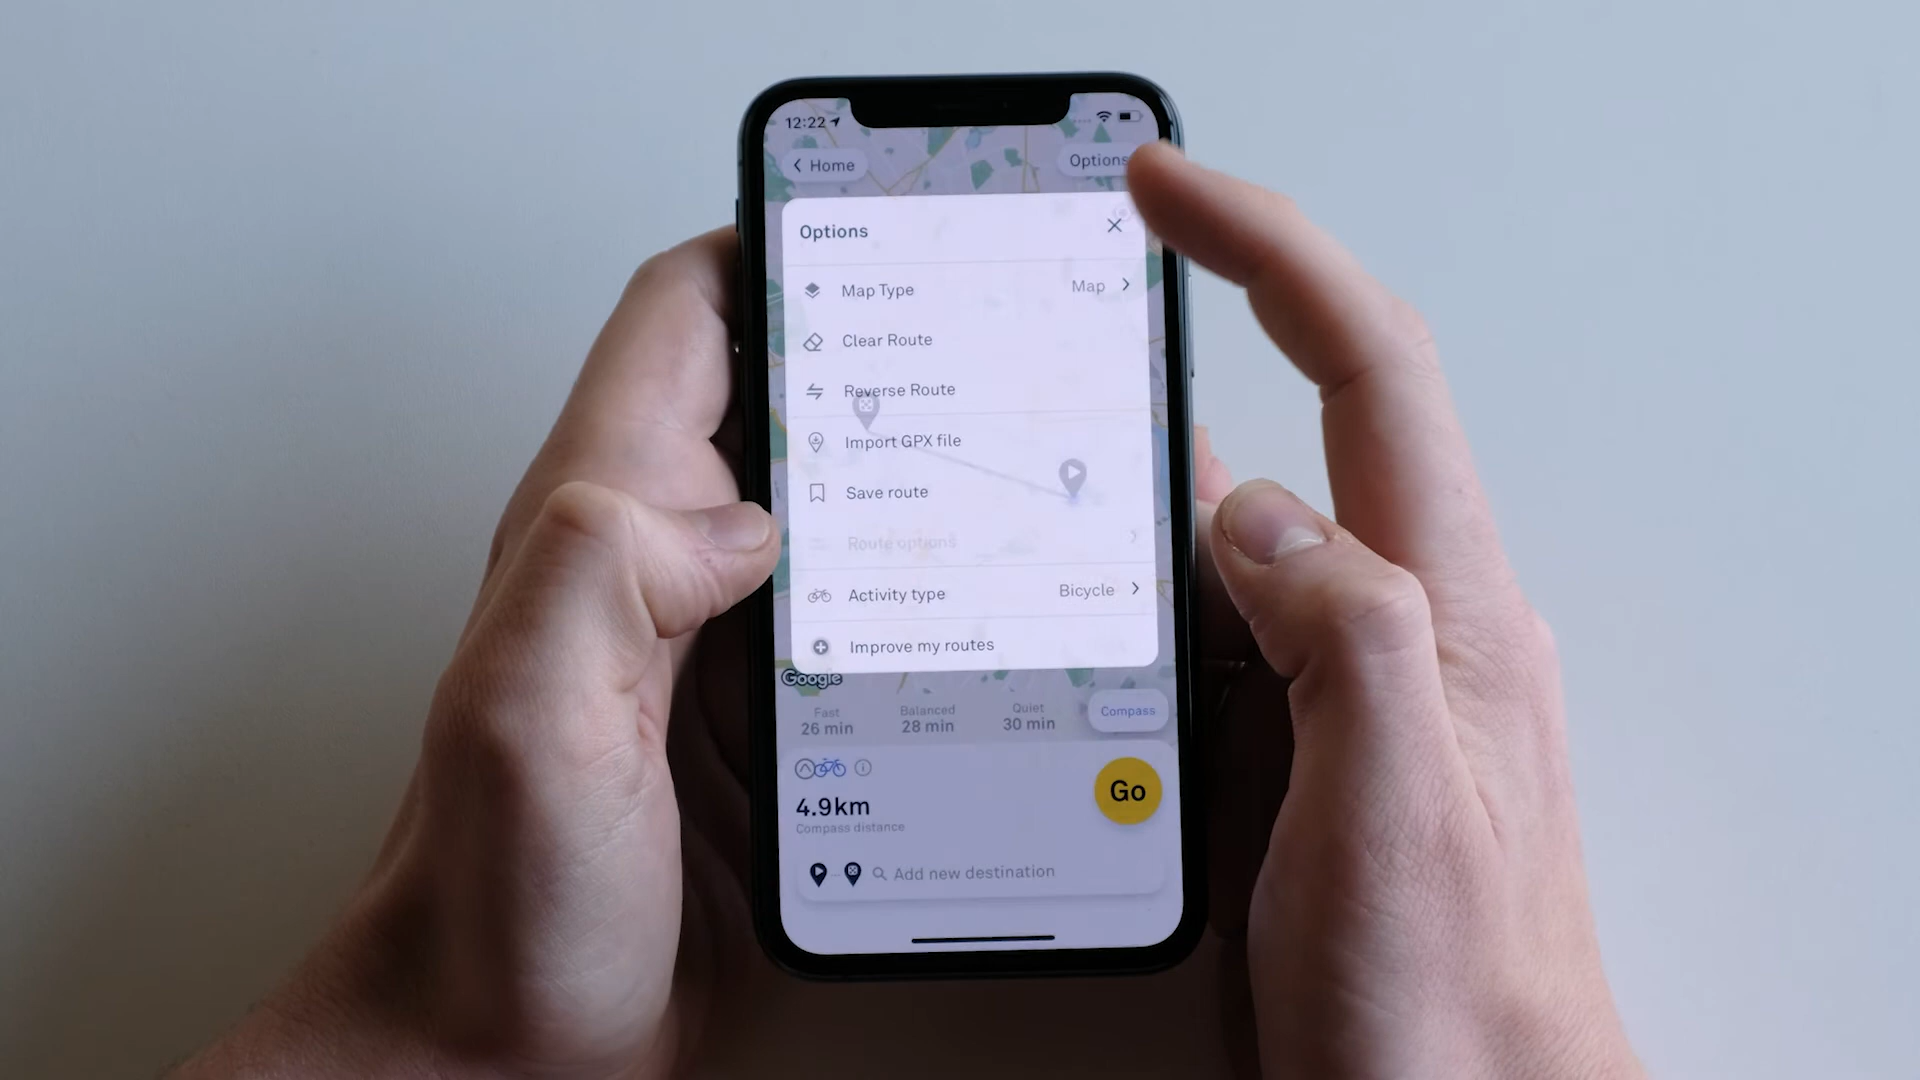 12:22
Home
Options
Options
Map Type
Map
Clear Route
Reverse Route
Import GPX file
Save route
Route options
Activity type
Bicycle
Improve my routes
Google
Fast
26 min
Balanced
28 min
Quiet
30 min
Compass
4.9km
Compass distance
Go
Add new destination